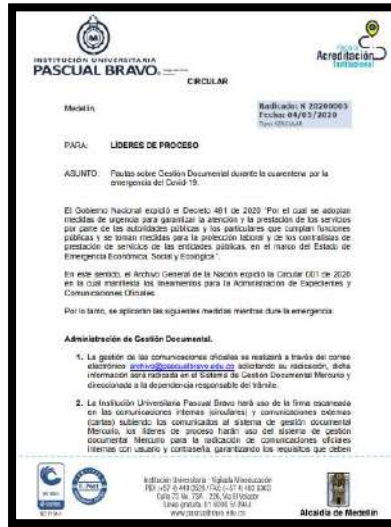 INSTITUCIÓN UNIVERSITARIA
PASCUAL BRAVO
Acreditación
Institucional
CIRCULAR
Medellín,
Radicado: N 20200003
Fecha: 04/05/2020
Tipo: CIRCULAR
PARA: LÍDERES DE PROCESO
ASUNTO: Pautas sobre Gestión Documental durante la cuarentena por la
emergencia del Covid-19.
El Gobierno Nacional expidió el Decreto 491 de 2020 "Por el cual se adoptan
medidas de urgencia para garantizar la atención y la prestación de los servicios
por parte de las autoridades públicas y los particulares que cumplan funciones
públicas y se toman medidas para la protección laboral y de los contratistas de
prestación de servicios de las entidades públicas, en el marco del Estado de
Emergencia Económica, Social y Ecológica".
En este sentido, el Archivo General de la Nación expidió la Circular 001 de 2020
en la cual manifiesta los lineamientos para la Administración de Expedientes y
Comunicaciones Oficiales.
Por lo tanto, se aplicarán las siguientes medidas mientras dure la emergencia:
Administración de Gestión Documental.
1. La gestión de las comunicaciones oficiales se realizará a través del correo
electrónico archivo@pascualbravo.edu.co solicitando su radicación, dicha
información será radicada en el Sistema de Gestión Documental Mercurio y
direccionada a la dependencia responsable del trámite.
2. La Institución Universitaria Pascual Bravo hará uso de la firma escaneada
en las comunicaciones internas (circulares) y comunicaciones externas
(cartas) subiendo los comunicados al sistema de gestión documental
Mercurio, los líderes de proceso harán uso del sistema de gestión
documental Mercurio para la radicación de comunicaciones oficiales
internas con usuario y contraseña, garantizando los requisitos que deben
Institución Universitaria - Vigilada Mineducación
www.pascualbravo.edu.co
Alcaldía de Medellín